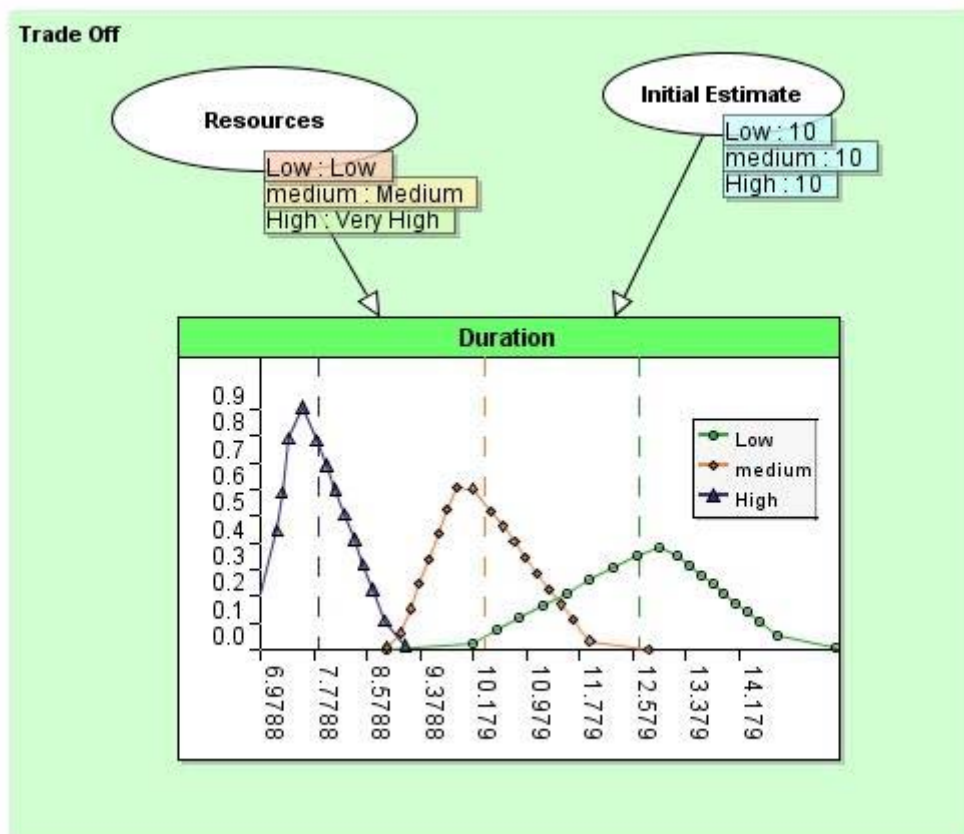 Trade Off
Resources
Low : Low
medium : Medium
High : Very High
Initial Estimate
Low : 10
medium : 10
High : 10
Duration
0.9
0.8
0.7
0.6
0.5
0.4
0.3
0.2
0.1
0.0
Low
medium
High
6.9788
7.7788
8.5788
9.3788
10.179
10.979
11.779
12.579
13.379
14.179